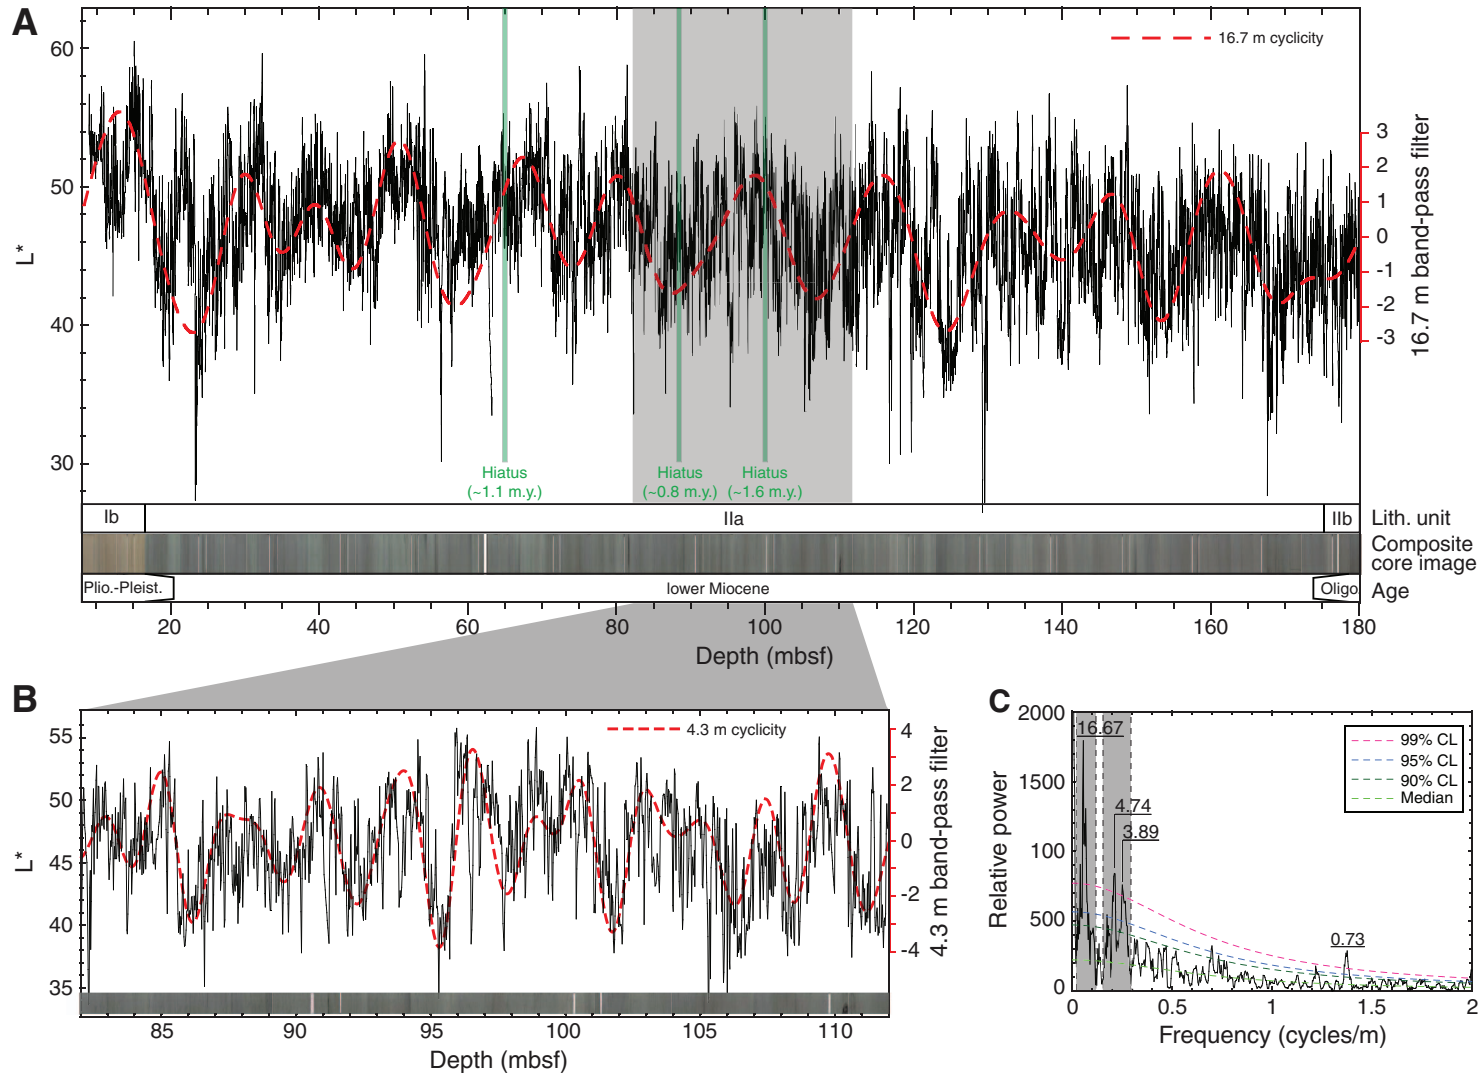 A
16.7 m cyclicity
60
50
40
30
L*
3
2
1
0
-1
-2
-3
16.7 m band-pass filter
Hiatus
(~1.1 m.y.)
Hiatus
(~0.8 m.y.)
Hiatus
(~1.6 m.y.)
Ib
IIa
IIb
Lith. unit
Composite
core image
Plio.-Pleist.
lower Miocene
Oligo.
Age
20 40 60 80 100 120 140 160 180
Depth (mbsf)
B
4.3 m cyclicity
55
50
45
40
35
L*
4
2
0
-2
-4
4.3 m band-pass filter
85 90 95 100 105 110
Depth (mbsf)
C
2000
1500
100
500
0
Relative power
16.67
4.74
3.89
0.73
99% CL
95% CL
90% CL
Median
0 0.5 1 1.5 2
Frequency (cycles/m)